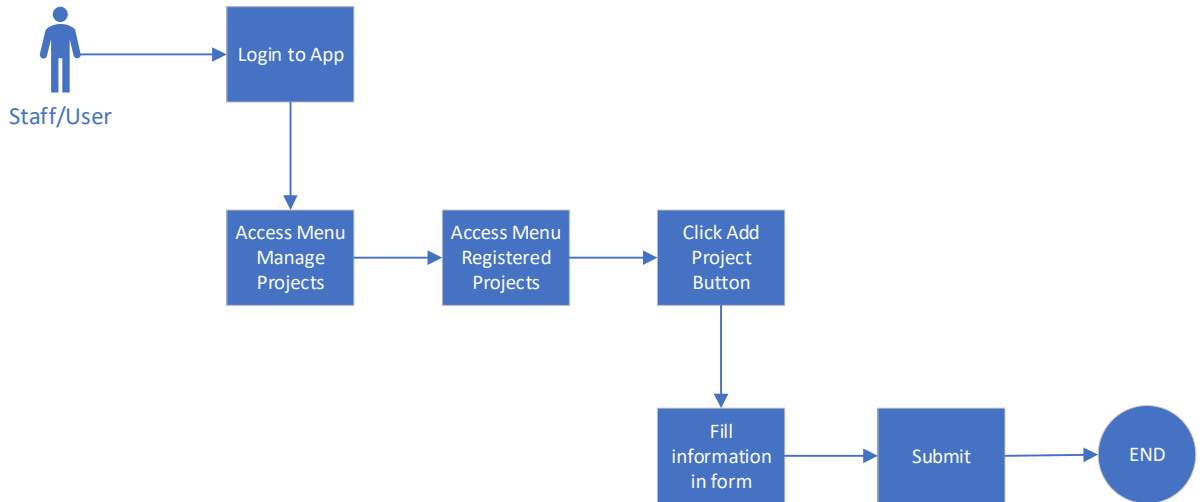 Login to App
Staff/User
Access Menu
Manage
Projects
Access Menu
Registered
Projects
Click Add
Project
Button
Fill
information
in form
Submit
END